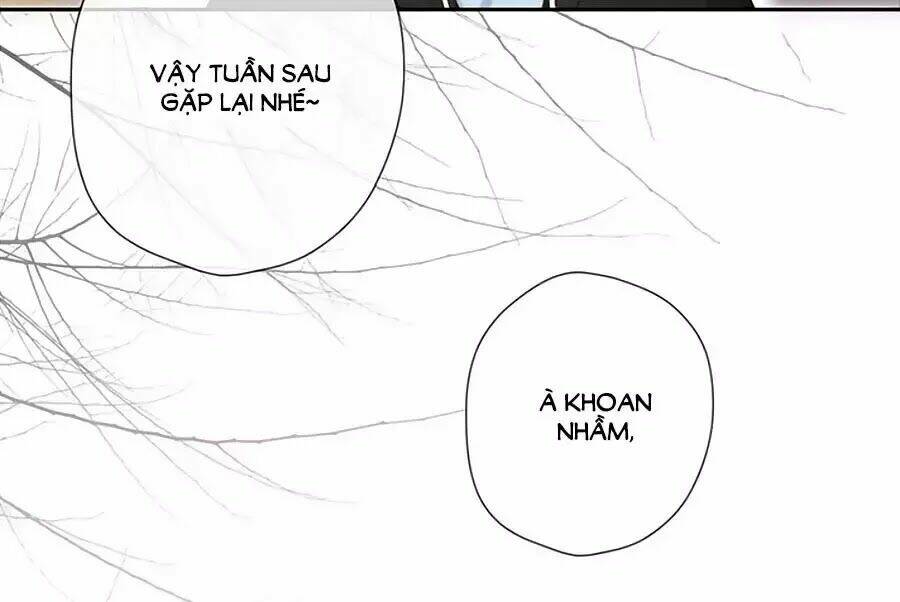 VẬY TUẦN SAU
GẶP LẠI NHÉ~
À KHOAN
NHẦM,